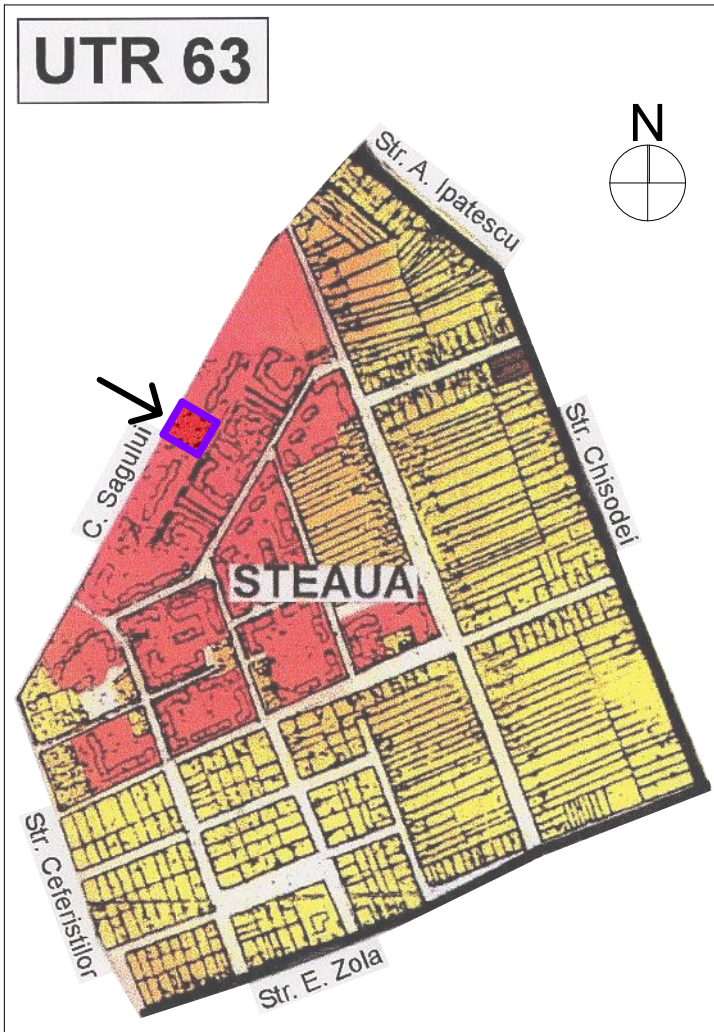 UTR 63
N
Str. A. Ipatescu
C. Sagului
Str. Chisodei
STEAUA
Str. Ceferistilor
Str. E. Zola